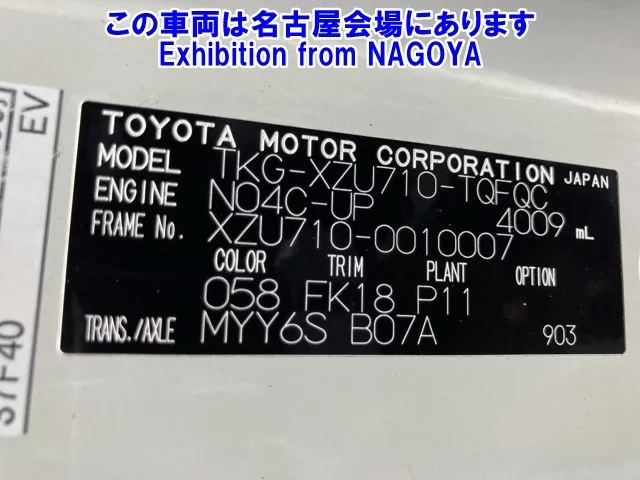 この車両は名古屋会場にあります
Exhibition from NAGOYA
EV
37F40
TOYOTA MOTOR CORPORATION JAPAN
MODEL TKG-XZU710-TQFQC
ENGINE N04C-UP 4009 mL
FRAME No. XZU710-0010007
COLOR TRIM PLANT OPTION
058 FK18 P11
TRANS./AXLE MYY6S B07A 903